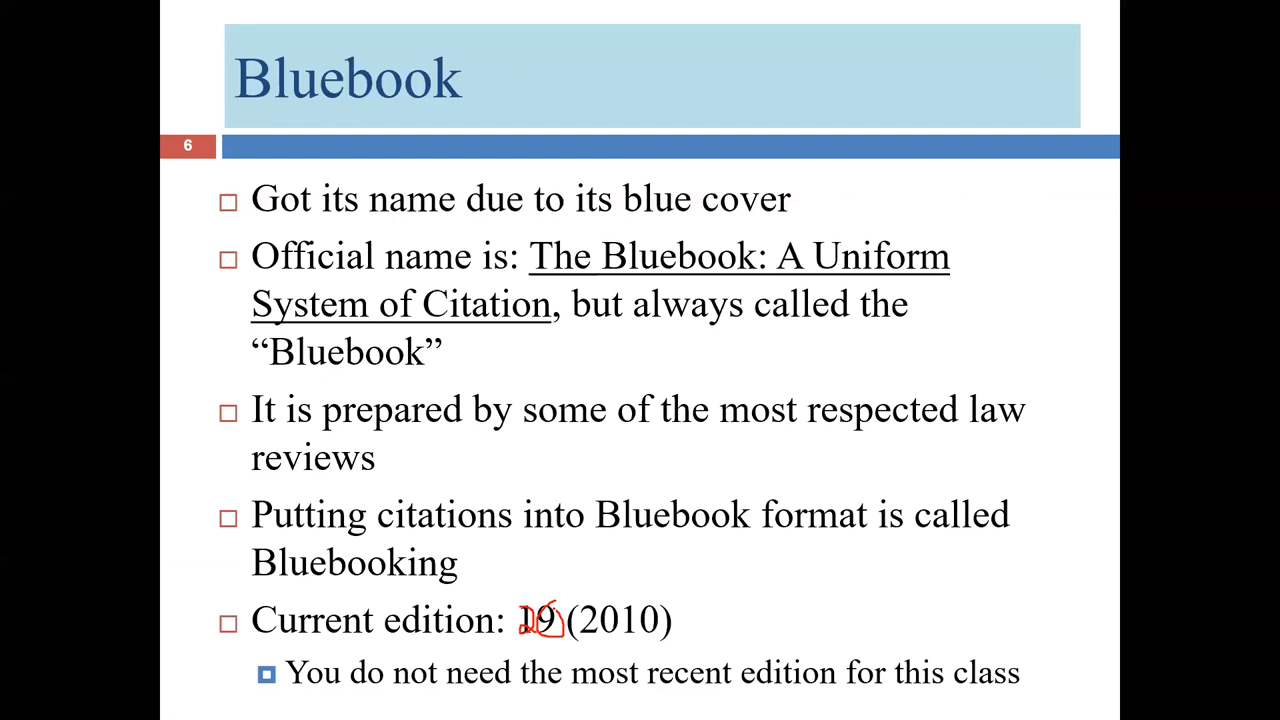 Bluebook
6
Got its name due to its blue cover
Official name is: The Bluebook: A Uniform
System of Citation, but always called the
“Bluebook”
It is prepared by some of the most respected law
reviews
Putting citations into Bluebook format is called
Bluebooking
Current edition: 19 (2010)
You do not need the most recent edition for this class